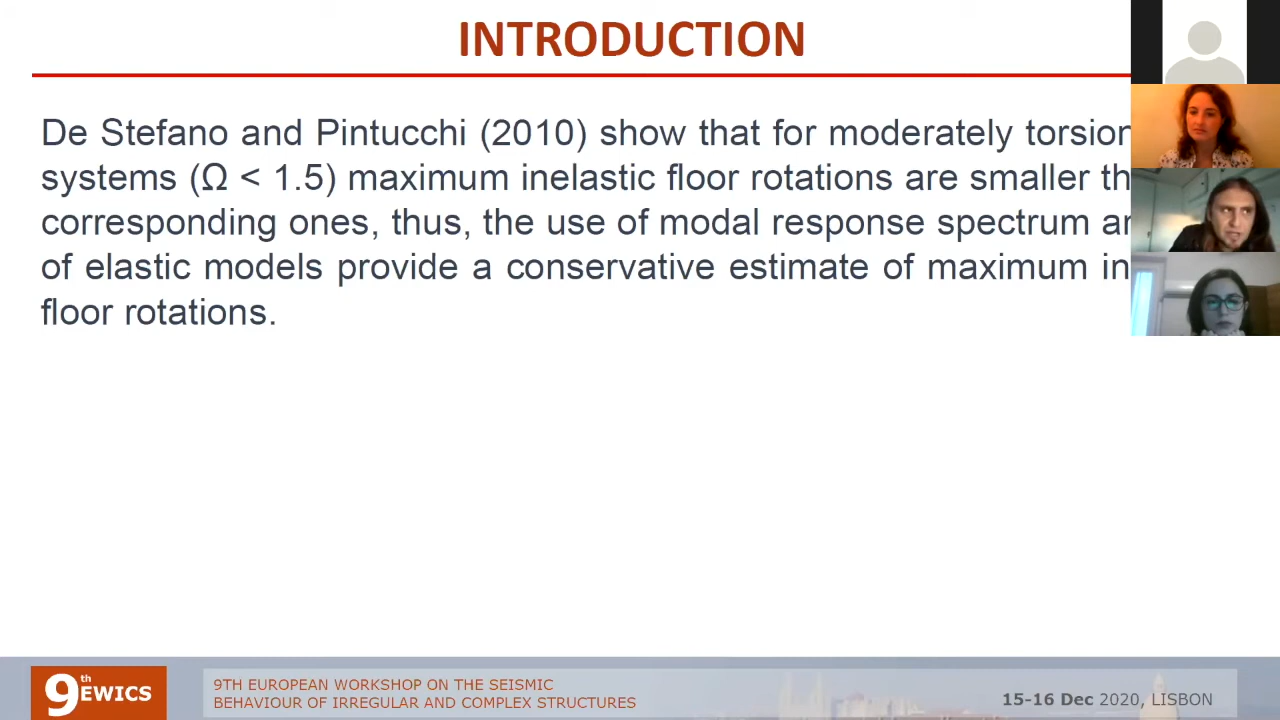 INTRODUCTION
De Stefano and Pintucchi (2010) show that for moderately torsion
systems (Ω < 1.5) maximum inelastic floor rotations are smaller th
corresponding ones, thus, the use of modal response spectrum an
of elastic models provide a conservative estimate of maximum in
floor rotations.
9th EWICS
9TH EUROPEAN WORKSHOP ON THE SEISMIC
BEHAVIOUR OF IRREGULAR AND COMPLEX STRUCTURES
15-16 Dec 2020, LISBON